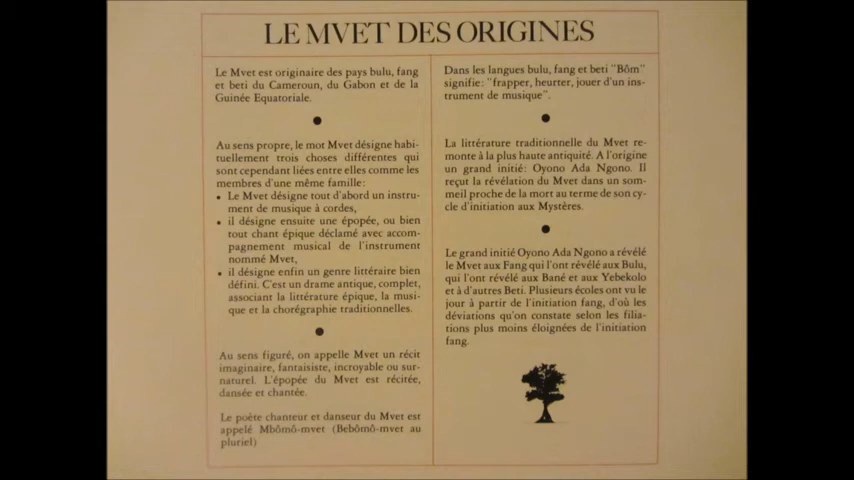 LE MVET DES ORIGINES
Le Mvet est originaire des pays bulu, fang
et beti du Cameroun, du Gabon et de la
Guinée Equatoriale.
Au sens propre, le mot Mvet désigne habi-
tuellement trois choses différentes qui
sont cependant liées entre elles comme les
membres d'une même famille:
• Le Mvet désigne tout d'abord un instru-
ment de musique à cordes,
• il désigne ensuite une épopée, ou bien
tout chant épique déclamé avec accom-
pagnement musical de l'instrument
nommé Mvet,
• il désigne enfin un genre littéraire bien
défini. C'est un drame antique, complet,
associant la littérature épique, la musi-
que et la chorégraphie traditionnelles.
Au sens figuré, on appelle Mvet un récit
imaginaire, fantaisiste, incroyable ou sur-
naturel. L'épopée du Mvet est récitée,
dansée et chantée.
Le poète chanteur et danseur du Mvet est
appelé Mbômô-mvet (Bebômô-mvet au
pluriel)
Dans les langues bulu, fang et beti "Bôm"
signifie: "frapper, heurter, jouer d'un ins-
trument de musique".
La littérature traditionnelle du Mvet re-
monte à la plus haute antiquité. A l'origine
un grand initié: Oyono Ada Ngono. Il
reçut la révélation du Mvet dans un som-
meil proche de la mort au terme de son cy-
cle d'initiation aux Mystères.
Le grand initié Oyono Ada Ngono a révélé
le Mvet aux Fang qui l'ont révélé aux Bulu,
qui l'ont révélé aux Bané et aux Yebekolo
et à d'autres Beti. Plusieurs écoles ont vu le
jour à partir de l'initiation fang, d'où les
déviations qu'on constate selon les filia-
tions plus moins éloignées de l'initiation
fang.